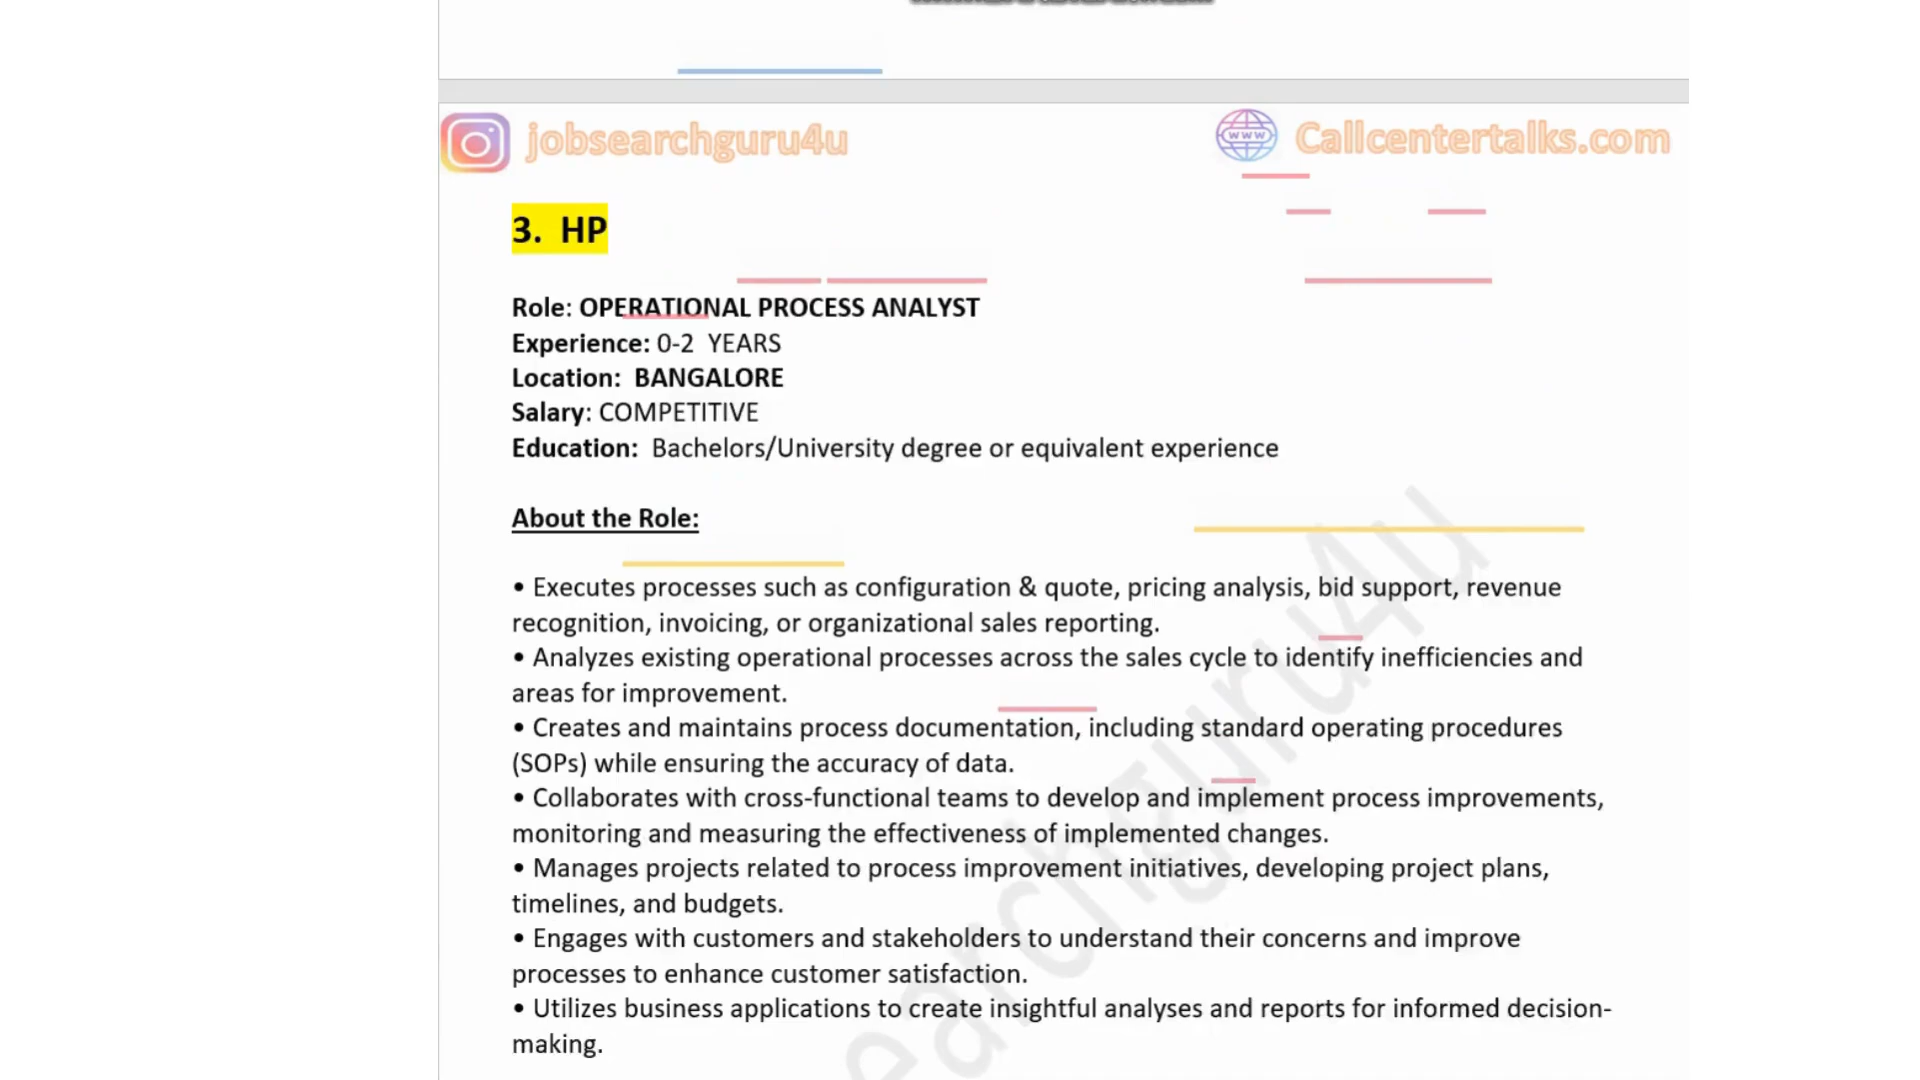 jobsearchguru4u
www Callcentertalks.com
3. HP
Role: OPERATIONAL PROCESS ANALYST
Experience: 0-2 YEARS
Location: BANGALORE
Salary: COMPETITIVE
Education: Bachelors/University degree or equivalent experience
About the Role:
• Executes processes such as configuration & quote, pricing analysis, bid support, revenue
recognition, invoicing, or organizational sales reporting.
• Analyzes existing operational processes across the sales cycle to identify inefficiencies and
areas for improvement.
• Creates and maintains process documentation, including standard operating procedures
(SOPs) while ensuring the accuracy of data.
• Collaborates with cross-functional teams to develop and implement process improvements,
monitoring and measuring the effectiveness of implemented changes.
• Manages projects related to process improvement initiatives, developing project plans,
timelines, and budgets.
• Engages with customers and stakeholders to understand their concerns and improve
processes to enhance customer satisfaction.
• Utilizes business applications to create insightful analyses and reports for informed decision-
making.
earchguru4u